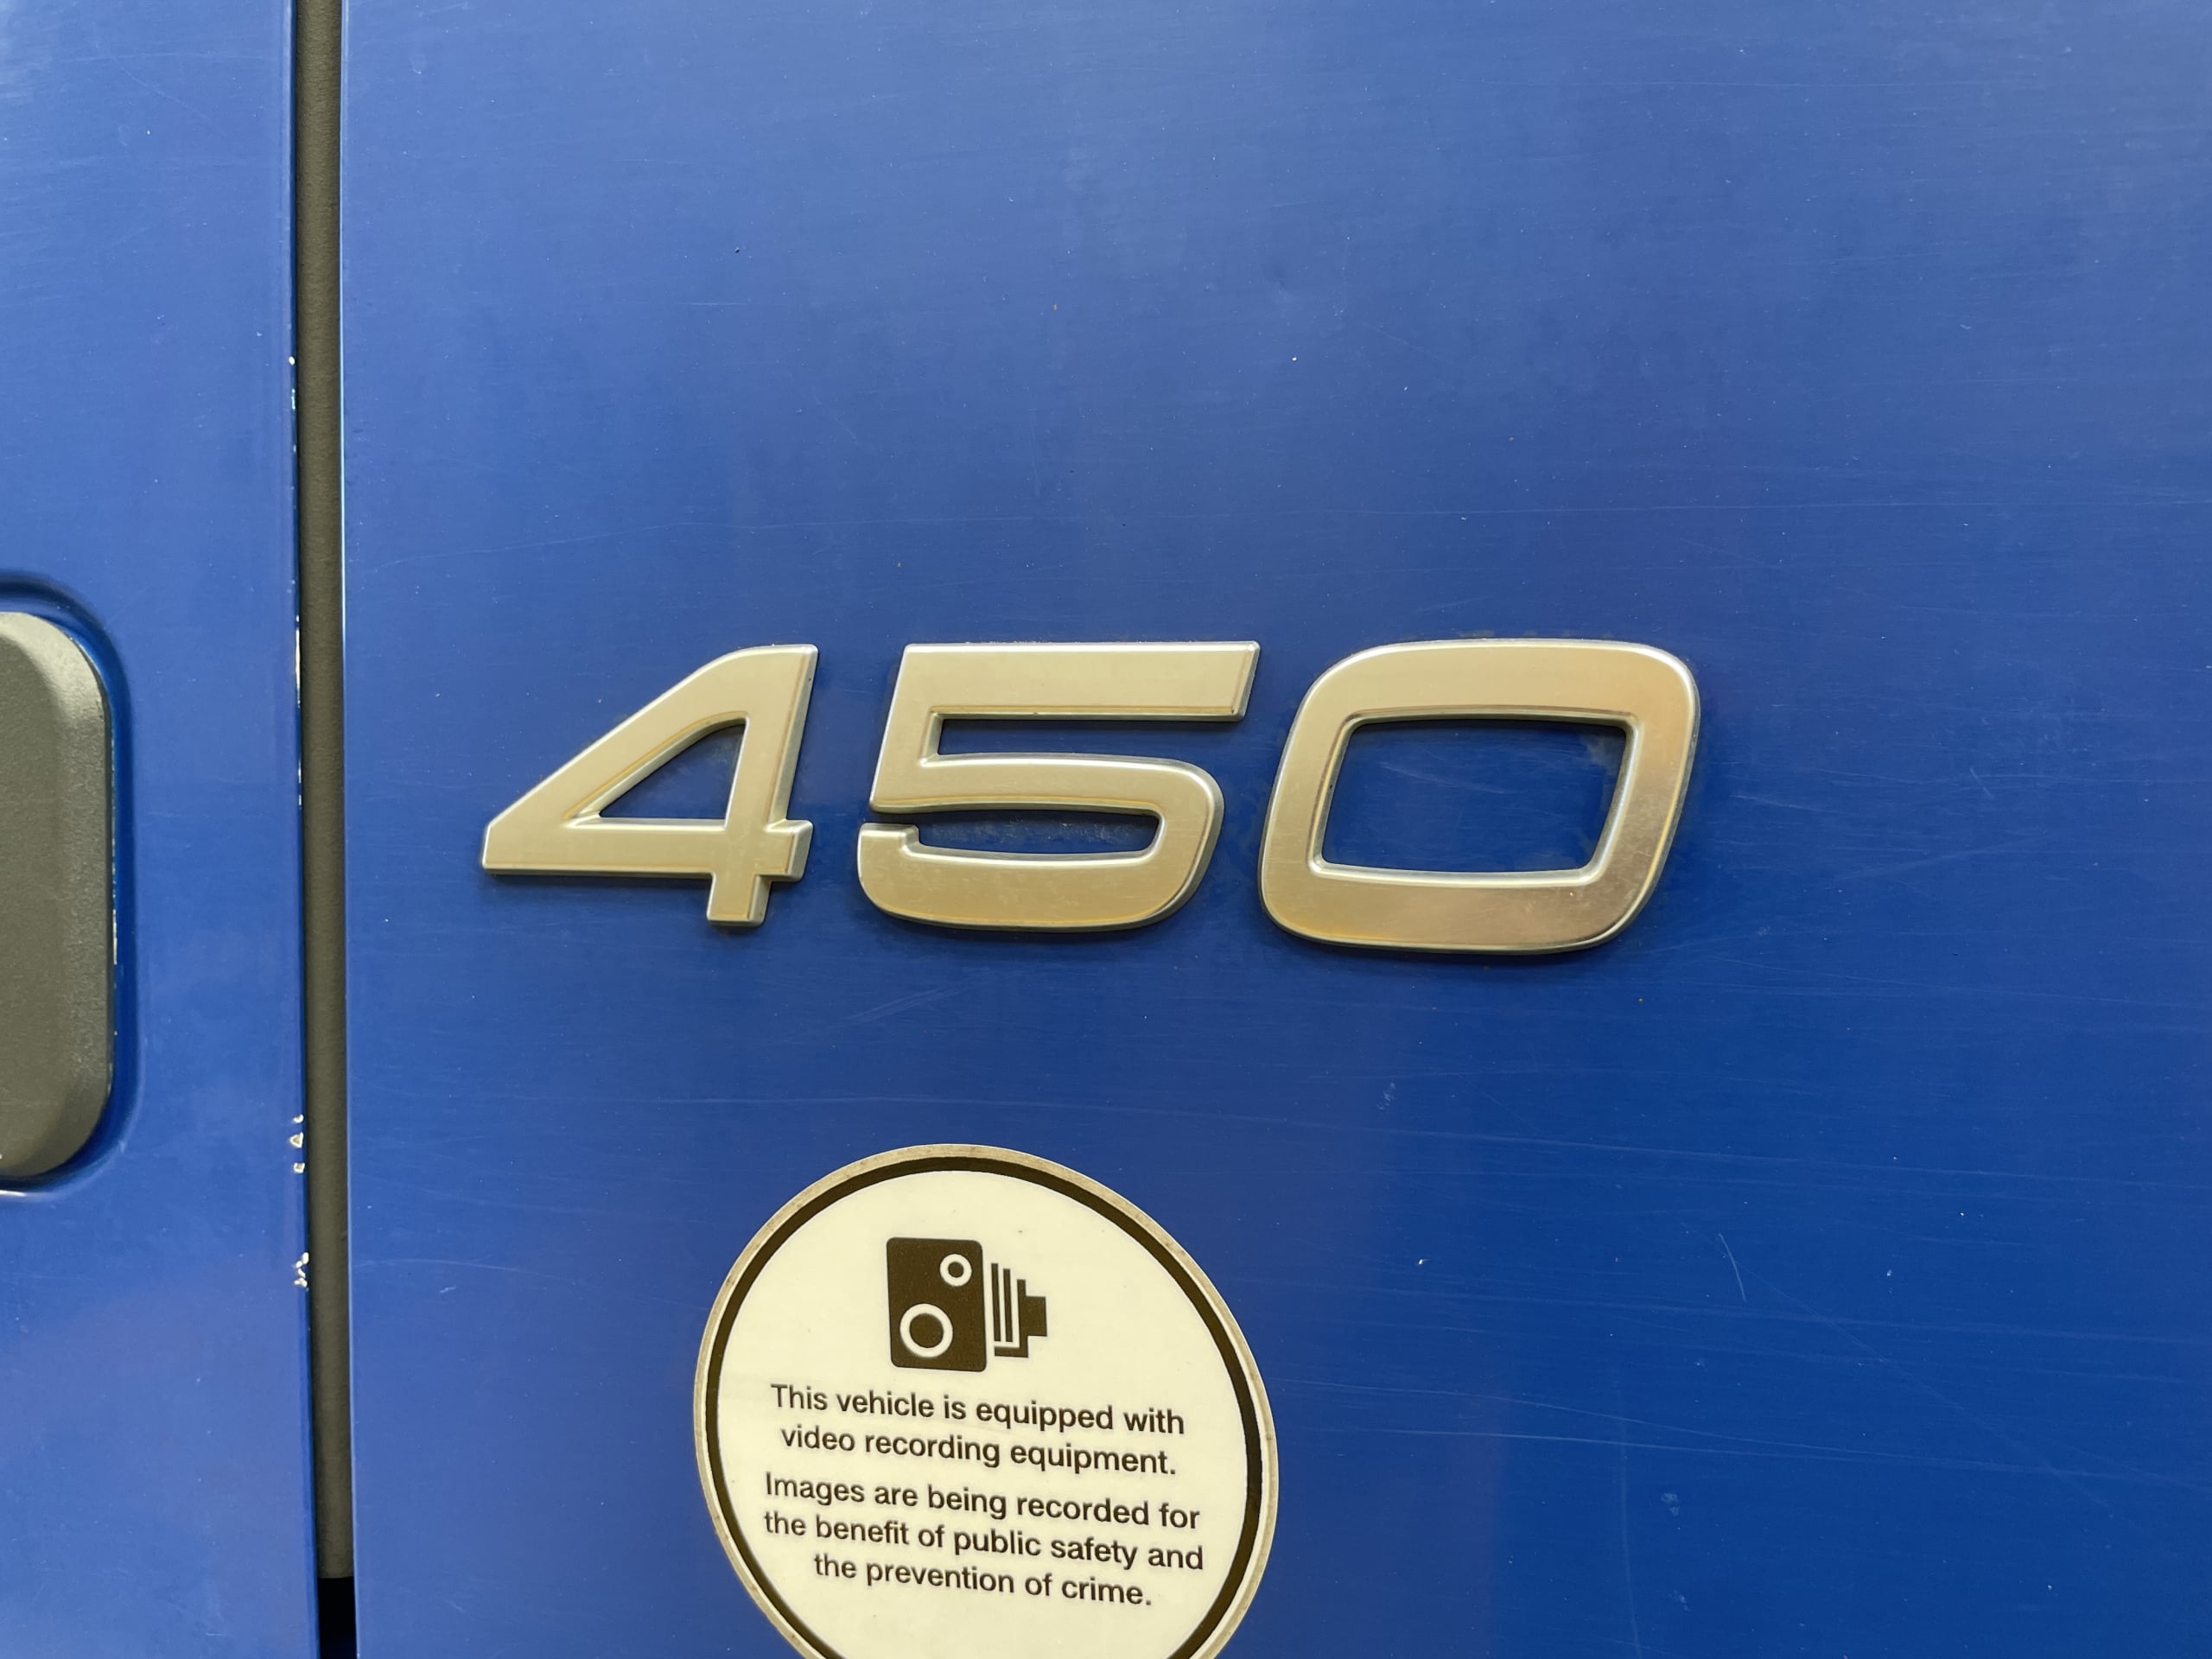 450
This vehicle is equipped with
video recording equipment.
Images are being recorded for
the benefit of public safety and
the prevention of crime.